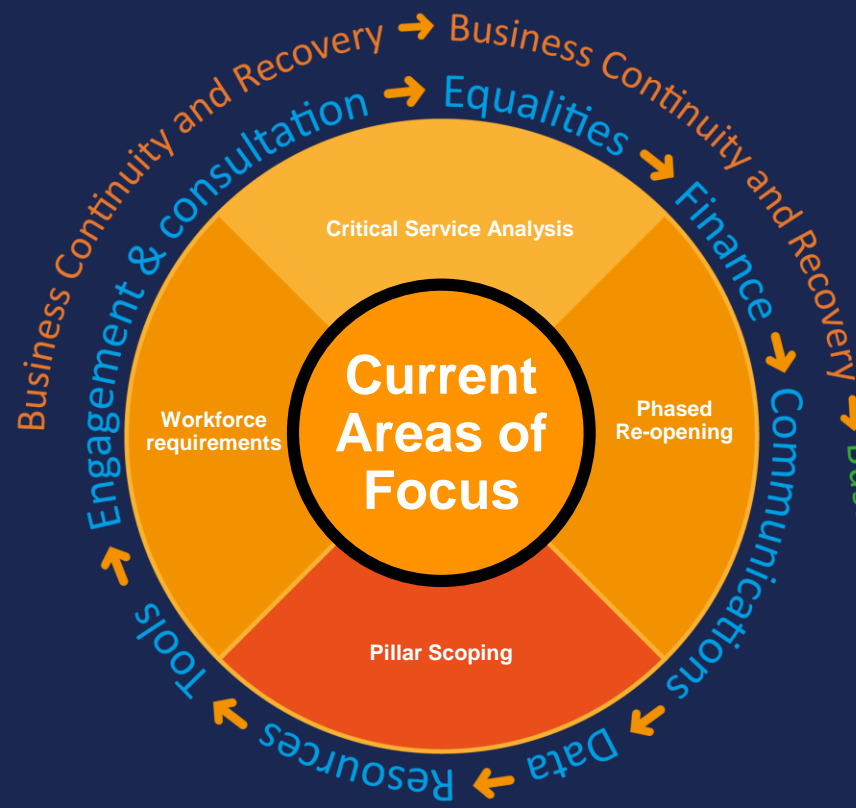 Business Continuity and Recovery → Business Continuity and Recovery →
Engagement & consultation → Equalities → Finance → Communications → Data → Resources → Tools →
Critical Service Analysis
Workforce
requirements
Current
Areas of
Focus
Phased
Re-opening
Pillar Scoping